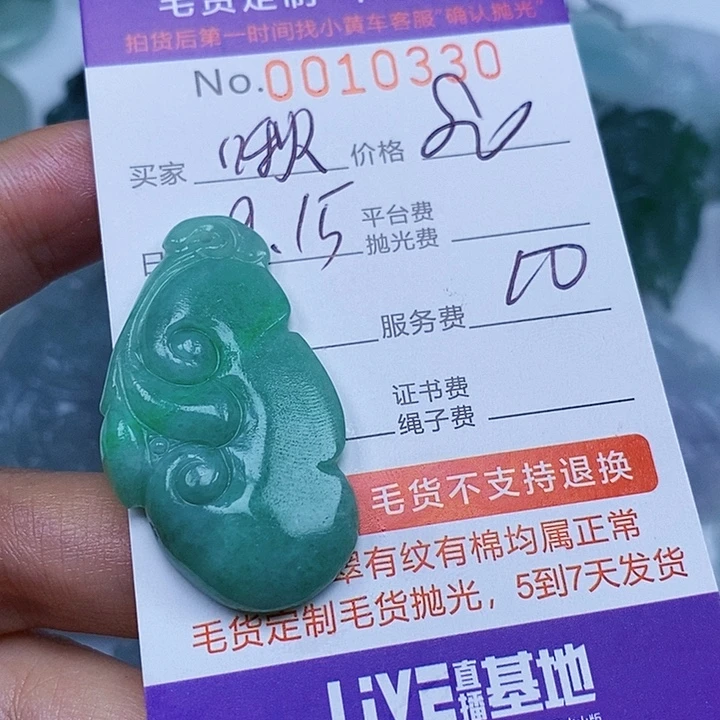 毛货定制
拍货后第一时间找小黄车客服"确认抛光"
No.0010330
买家 价格
日 .15 平台费
抛光费
服务费
证书费
绳子费
毛货不支持退换
翠有纹有棉均属正常
毛货定制毛货抛光，5到7天发货
LiVE直播基地